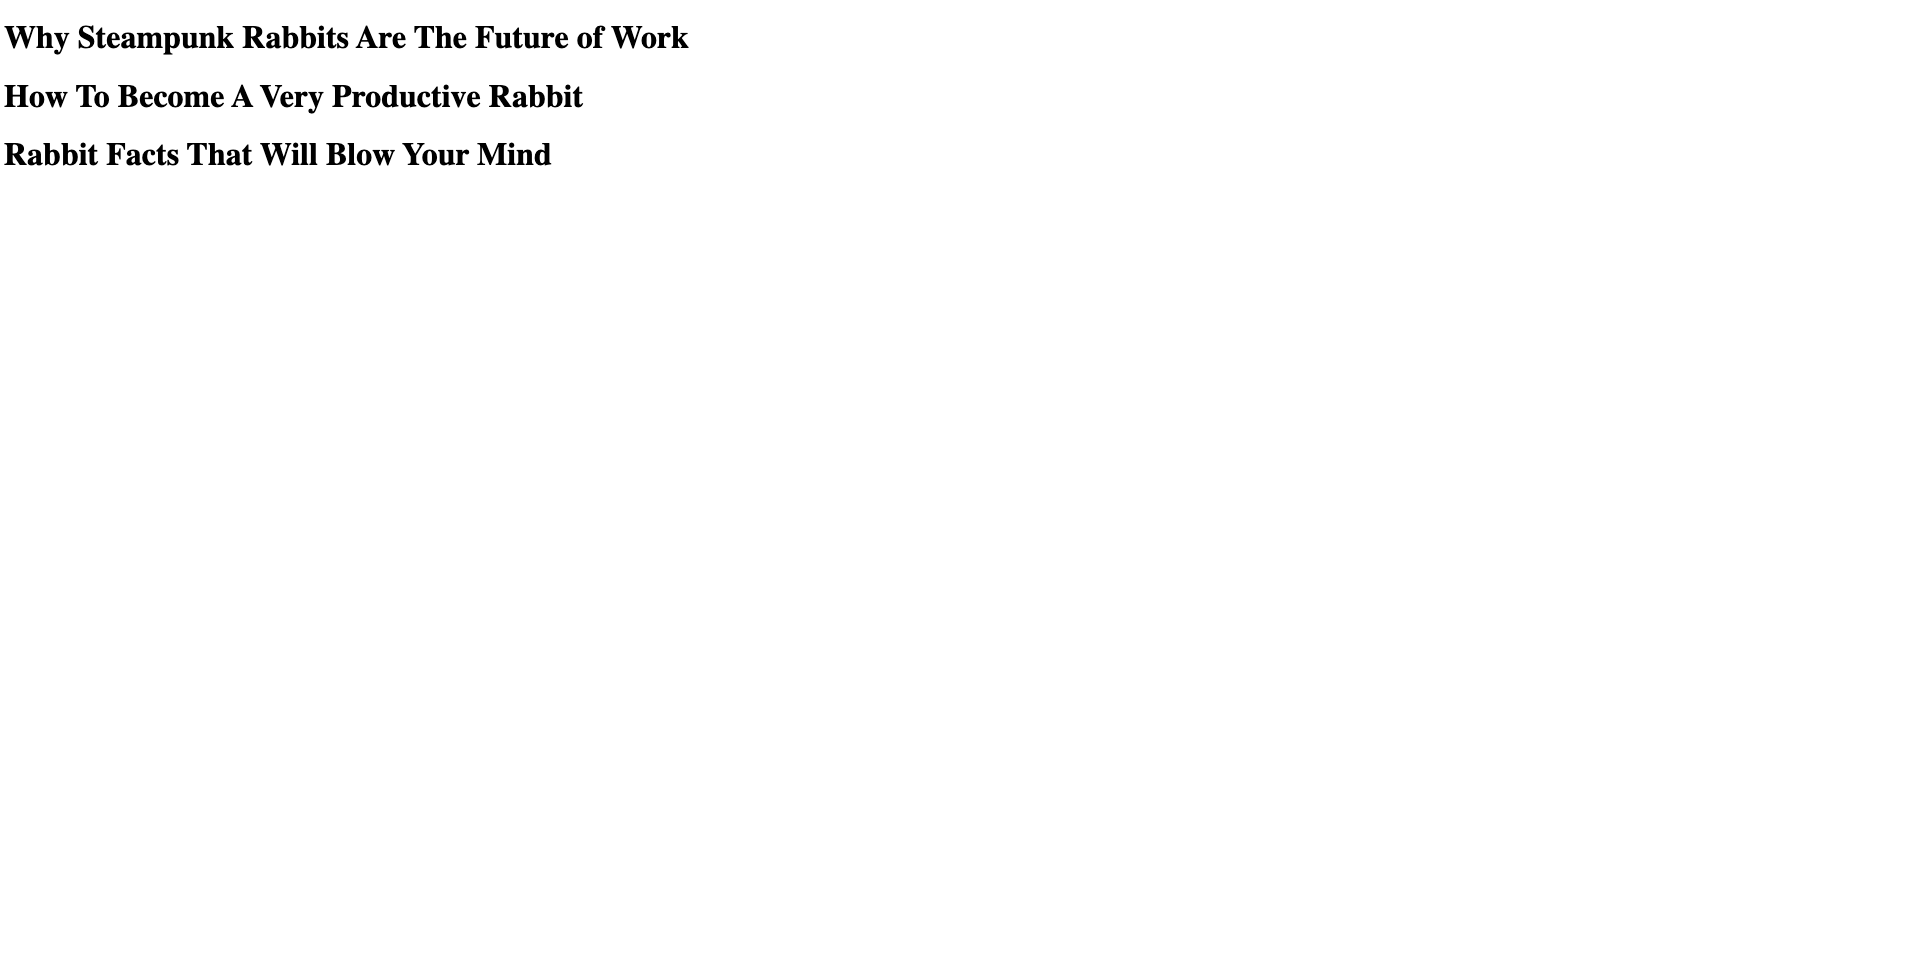 Why Steampunk Rabbits Are The Future of Work
How To Become A Very Productive Rabbit
Rabbit Facts That Will Blow Your Mind